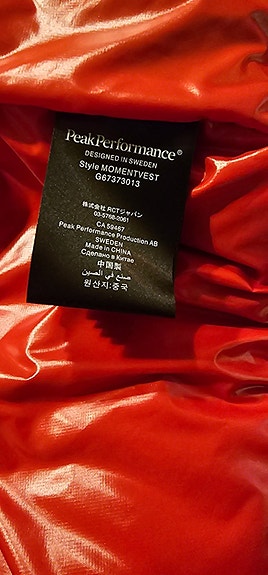 PeakPerformance®
DESIGNED IN SWEDEN
Style MOMENTVEST
G67373013
株式会社 RCTジャパン
03-5768-2061
CA 59467
Peak Performance Production AB
SWEDEN
Made in CHINA
Сделано в Китае
中国製
صنع في الصين
원산지:중국